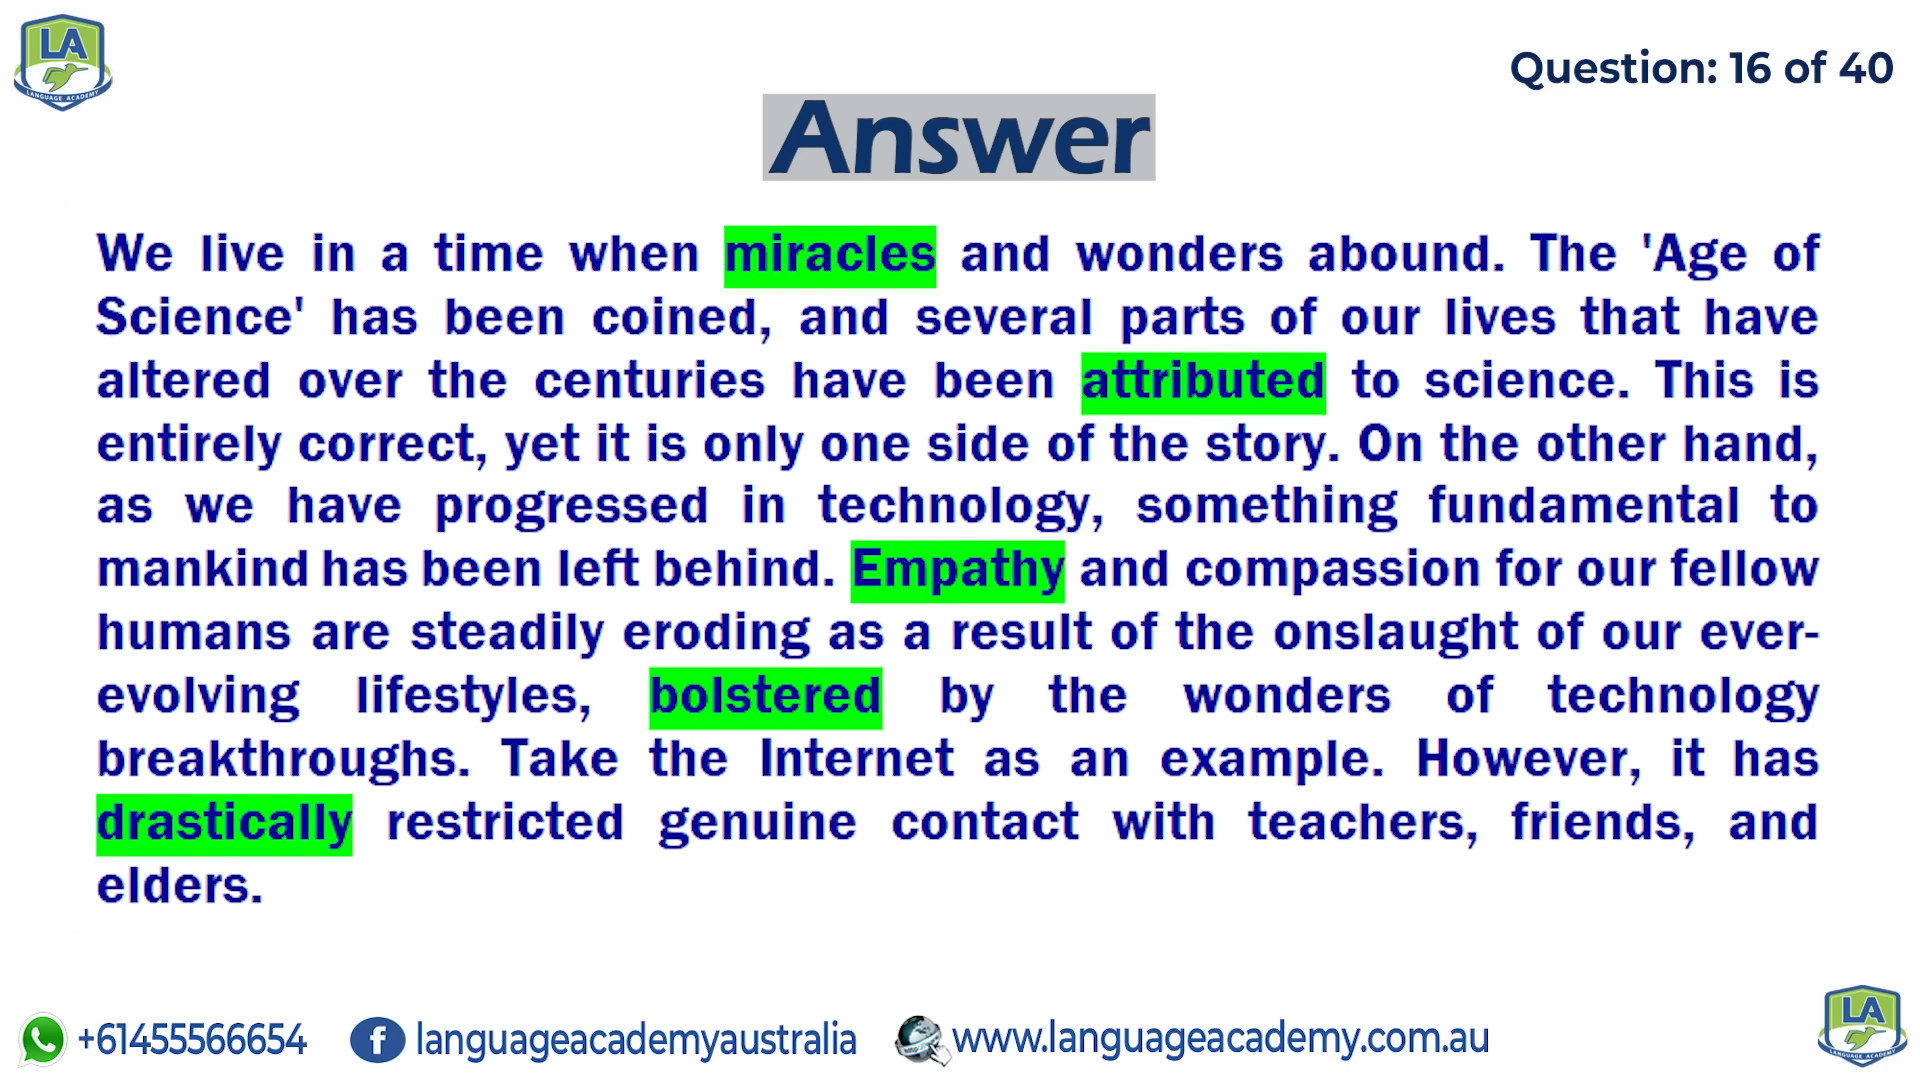 LA
LANGUAGE ACADEMY
Question: 16 of 40
Answer
We live in a time when miracles and wonders abound. The 'Age of
Science' has been coined, and several parts of our lives that have
altered over the centuries have been attributed to science. This is
entirely correct, yet it is only one side of the story. On the other hand,
as we have progressed in technology, something fundamental to
mankind has been left behind. Empathy and compassion for our fellow
humans are steadily eroding as a result of the onslaught of our ever-
evolving lifestyles, bolstered by the wonders of technology
breakthroughs. Take the Internet as an example. However, it has
drastically restricted genuine contact with teachers, friends, and
elders.
+61455566654
f languageacademyaustralia
www.languageacademy.com.au
LA
LANGUAGE ACADEMY